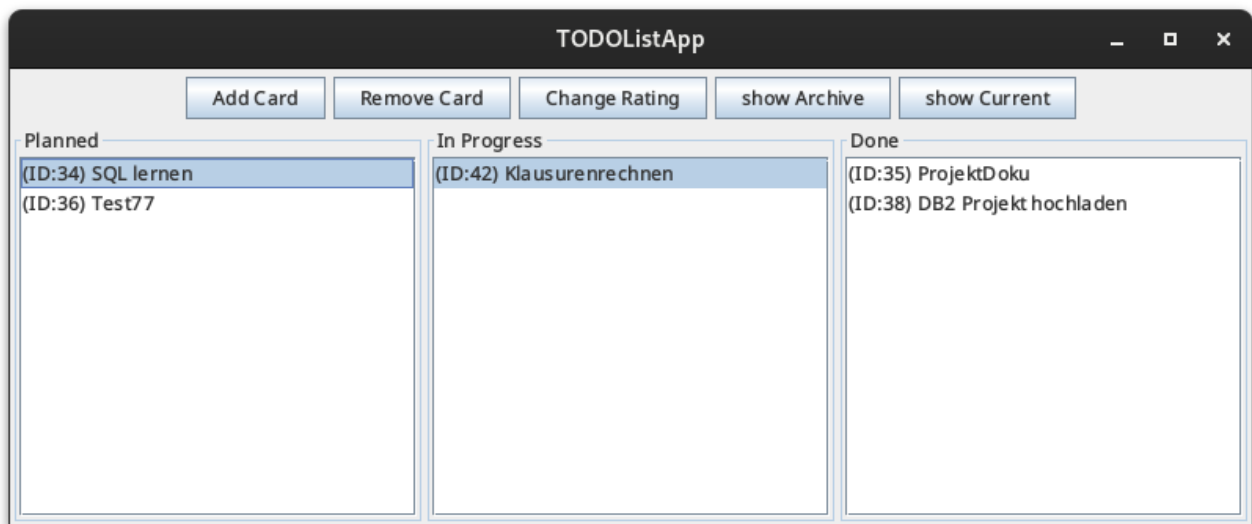 TODOListApp
Add Card Remove Card Change Rating show Archive show Current
Planned
(ID:34) SQL lernen
(ID:36) Test77
In Progress
(ID:42) Klausurenrechnen
Done
(ID:35) ProjektDoku
(ID:38) DB2 Projekt hochladen